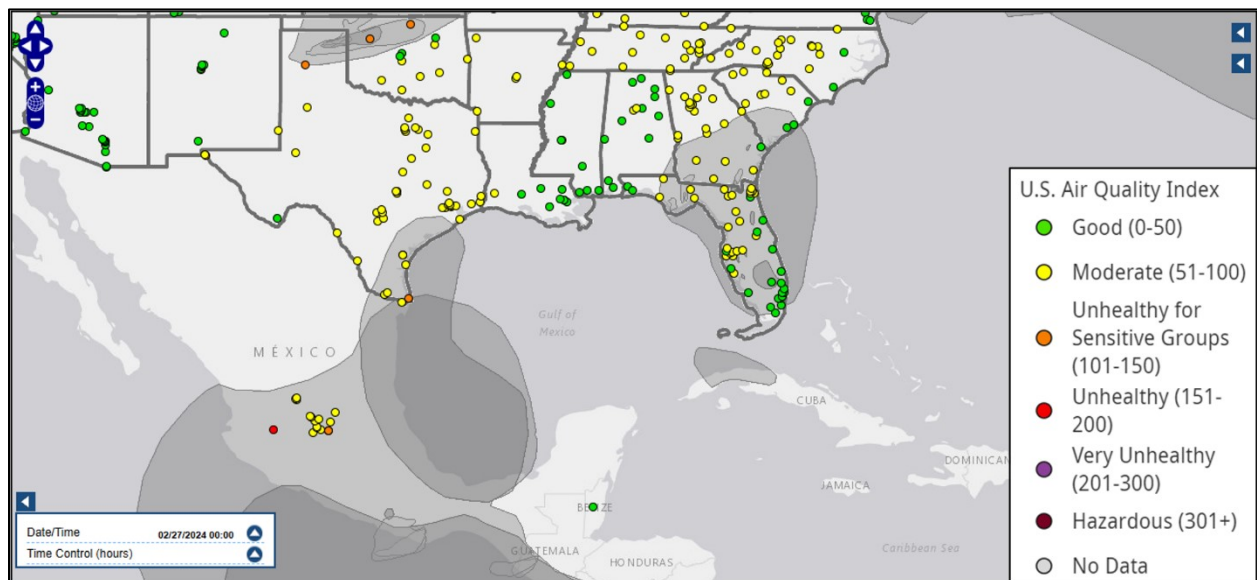 U.S. Air Quality Index
Good (0-50)
Moderate (51-100)
Unhealthy for
Sensitive Groups
(101-150)
Unhealthy (151-
200)
Very Unhealthy
(201-300)
Hazardous (301+)
No Data
Gulf of
Mexico
MÉXICO
CUBA
DOMINICAN
JAMAICA
BELIZE
GUATEMALA
HONDURAS
Caribbean Sea
Date/Time 02/27/2024 00:00
Time Control (hours)